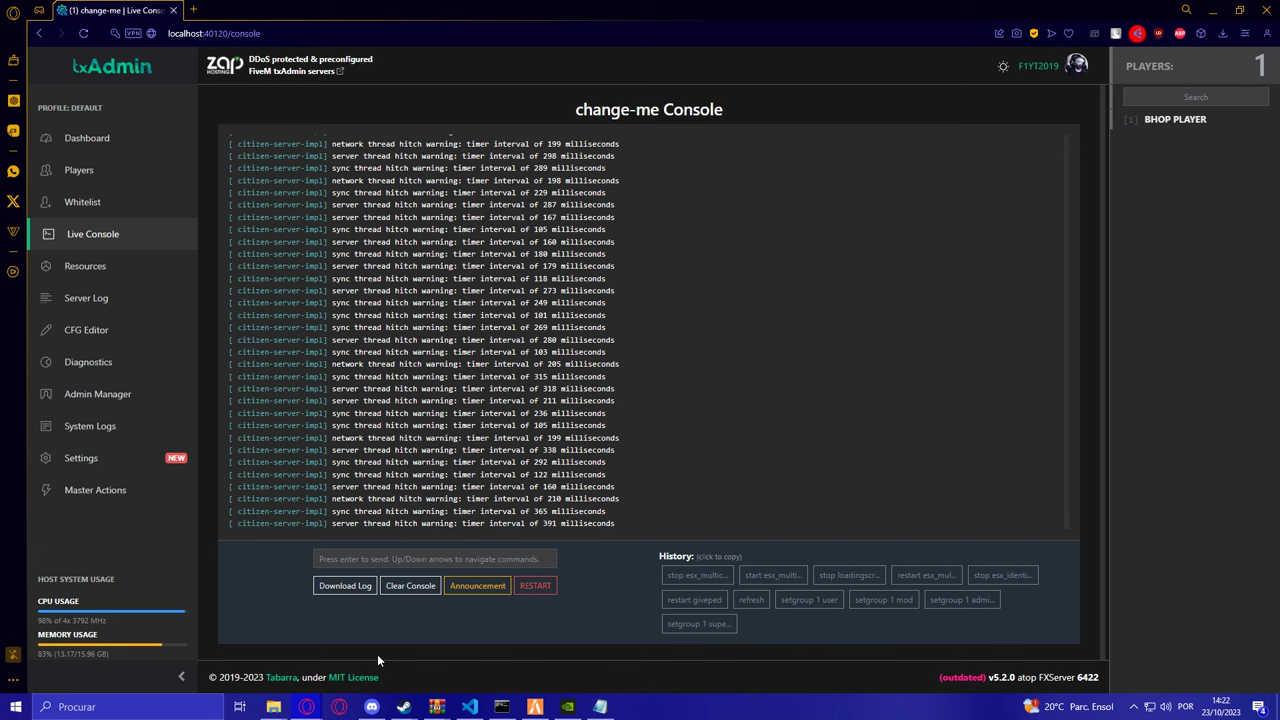 (1) change-me | Live Conso
VPN
localhost:40120/console
txAdmin
zap HOSTING
DDoS protected & preconfigured
FiveM txAdmin servers
F1YT2019
PLAYERS: 1
Search
[1] BHOP PLAYER
PROFILE: DEFAULT
Dashboard
Players
Whitelist
Live Console
Resources
Server Log
CFG Editor
Diagnostics
Admin Manager
System Logs
Settings NEW
Master Actions
HOST SYSTEM USAGE
CPU USAGE
98% of 4x 3792 MHz
MEMORY USAGE
83% (13.17/15.96 GB)
change-me Console
[ citizen-server-impl] network thread hitch warning: timer interval of 199 milliseconds
[ citizen-server-impl] server thread hitch warning: timer interval of 298 milliseconds
[ citizen-server-impl] sync thread hitch warning: timer interval of 289 milliseconds
[ citizen-server-impl] network thread hitch warning: timer interval of 198 milliseconds
[ citizen-server-impl] sync thread hitch warning: timer interval of 229 milliseconds
[ citizen-server-impl] server thread hitch warning: timer interval of 287 milliseconds
[ citizen-server-impl] server thread hitch warning: timer interval of 167 milliseconds
[ citizen-server-impl] sync thread hitch warning: timer interval of 105 milliseconds
[ citizen-server-impl] server thread hitch warning: timer interval of 160 milliseconds
[ citizen-server-impl] sync thread hitch warning: timer interval of 180 milliseconds
[ citizen-server-impl] server thread hitch warning: timer interval of 179 milliseconds
[ citizen-server-impl] sync thread hitch warning: timer interval of 118 milliseconds
[ citizen-server-impl] server thread hitch warning: timer interval of 273 milliseconds
[ citizen-server-impl] sync thread hitch warning: timer interval of 249 milliseconds
[ citizen-server-impl] sync thread hitch warning: timer interval of 101 milliseconds
[ citizen-server-impl] sync thread hitch warning: timer interval of 269 milliseconds
[ citizen-server-impl] server thread hitch warning: timer interval of 280 milliseconds
[ citizen-server-impl] sync thread hitch warning: timer interval of 103 milliseconds
[ citizen-server-impl] network thread hitch warning: timer interval of 205 milliseconds
[ citizen-server-impl] sync thread hitch warning: timer interval of 315 milliseconds
[ citizen-server-impl] server thread hitch warning: timer interval of 318 milliseconds
[ citizen-server-impl] server thread hitch warning: timer interval of 211 milliseconds
[ citizen-server-impl] sync thread hitch warning: timer interval of 236 milliseconds
[ citizen-server-impl] sync thread hitch warning: timer interval of 105 milliseconds
[ citizen-server-impl] network thread hitch warning: timer interval of 199 milliseconds
[ citizen-server-impl] server thread hitch warning: timer interval of 338 milliseconds
[ citizen-server-impl] sync thread hitch warning: timer interval of 292 milliseconds
[ citizen-server-impl] sync thread hitch warning: timer interval of 122 milliseconds
[ citizen-server-impl] server thread hitch warning: timer interval of 160 milliseconds
[ citizen-server-impl] network thread hitch warning: timer interval of 210 milliseconds
[ citizen-server-impl] sync thread hitch warning: timer interval of 365 milliseconds
[ citizen-server-impl] server thread hitch warning: timer interval of 391 milliseconds
Press enter to send. Up/Down arrows to navigate commands.
Download Log Clear Console Announcement RESTART
History: (click to copy)
stop esx_multic... start esx_multi... stop loadingscr... restart esx_mul... stop esx_identi...
restart giveped refresh setgroup 1 user setgroup 1 mod setgroup 1 admi...
setgroup 1 supe...
© 2019-2023 Tabarra, under MIT License
(outdated) v5.2.0 atop FXServer 6422
Procurar
20°C Parc. Ensol
POR
14:22
23/10/2023
4